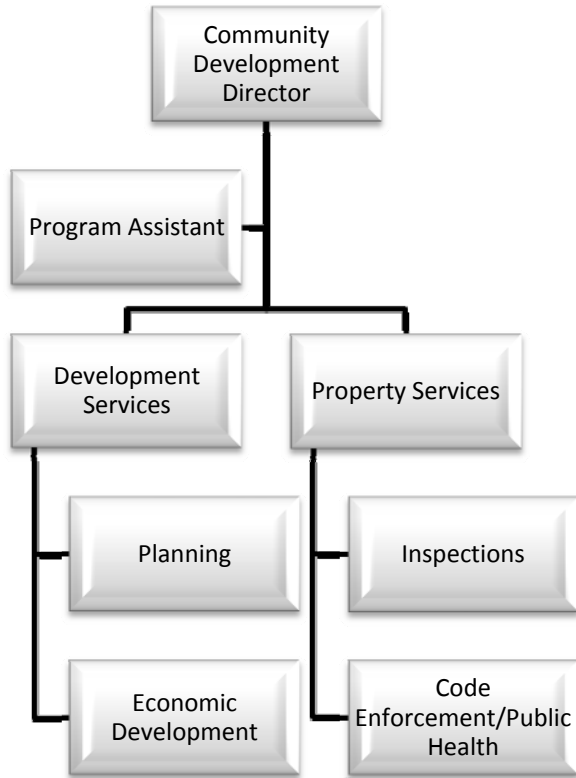 Community
Development
Director
Program Assistant
Development
Services
Property Services
Planning
Inspections
Economic
Development
Code
Enforcement/Public
Health